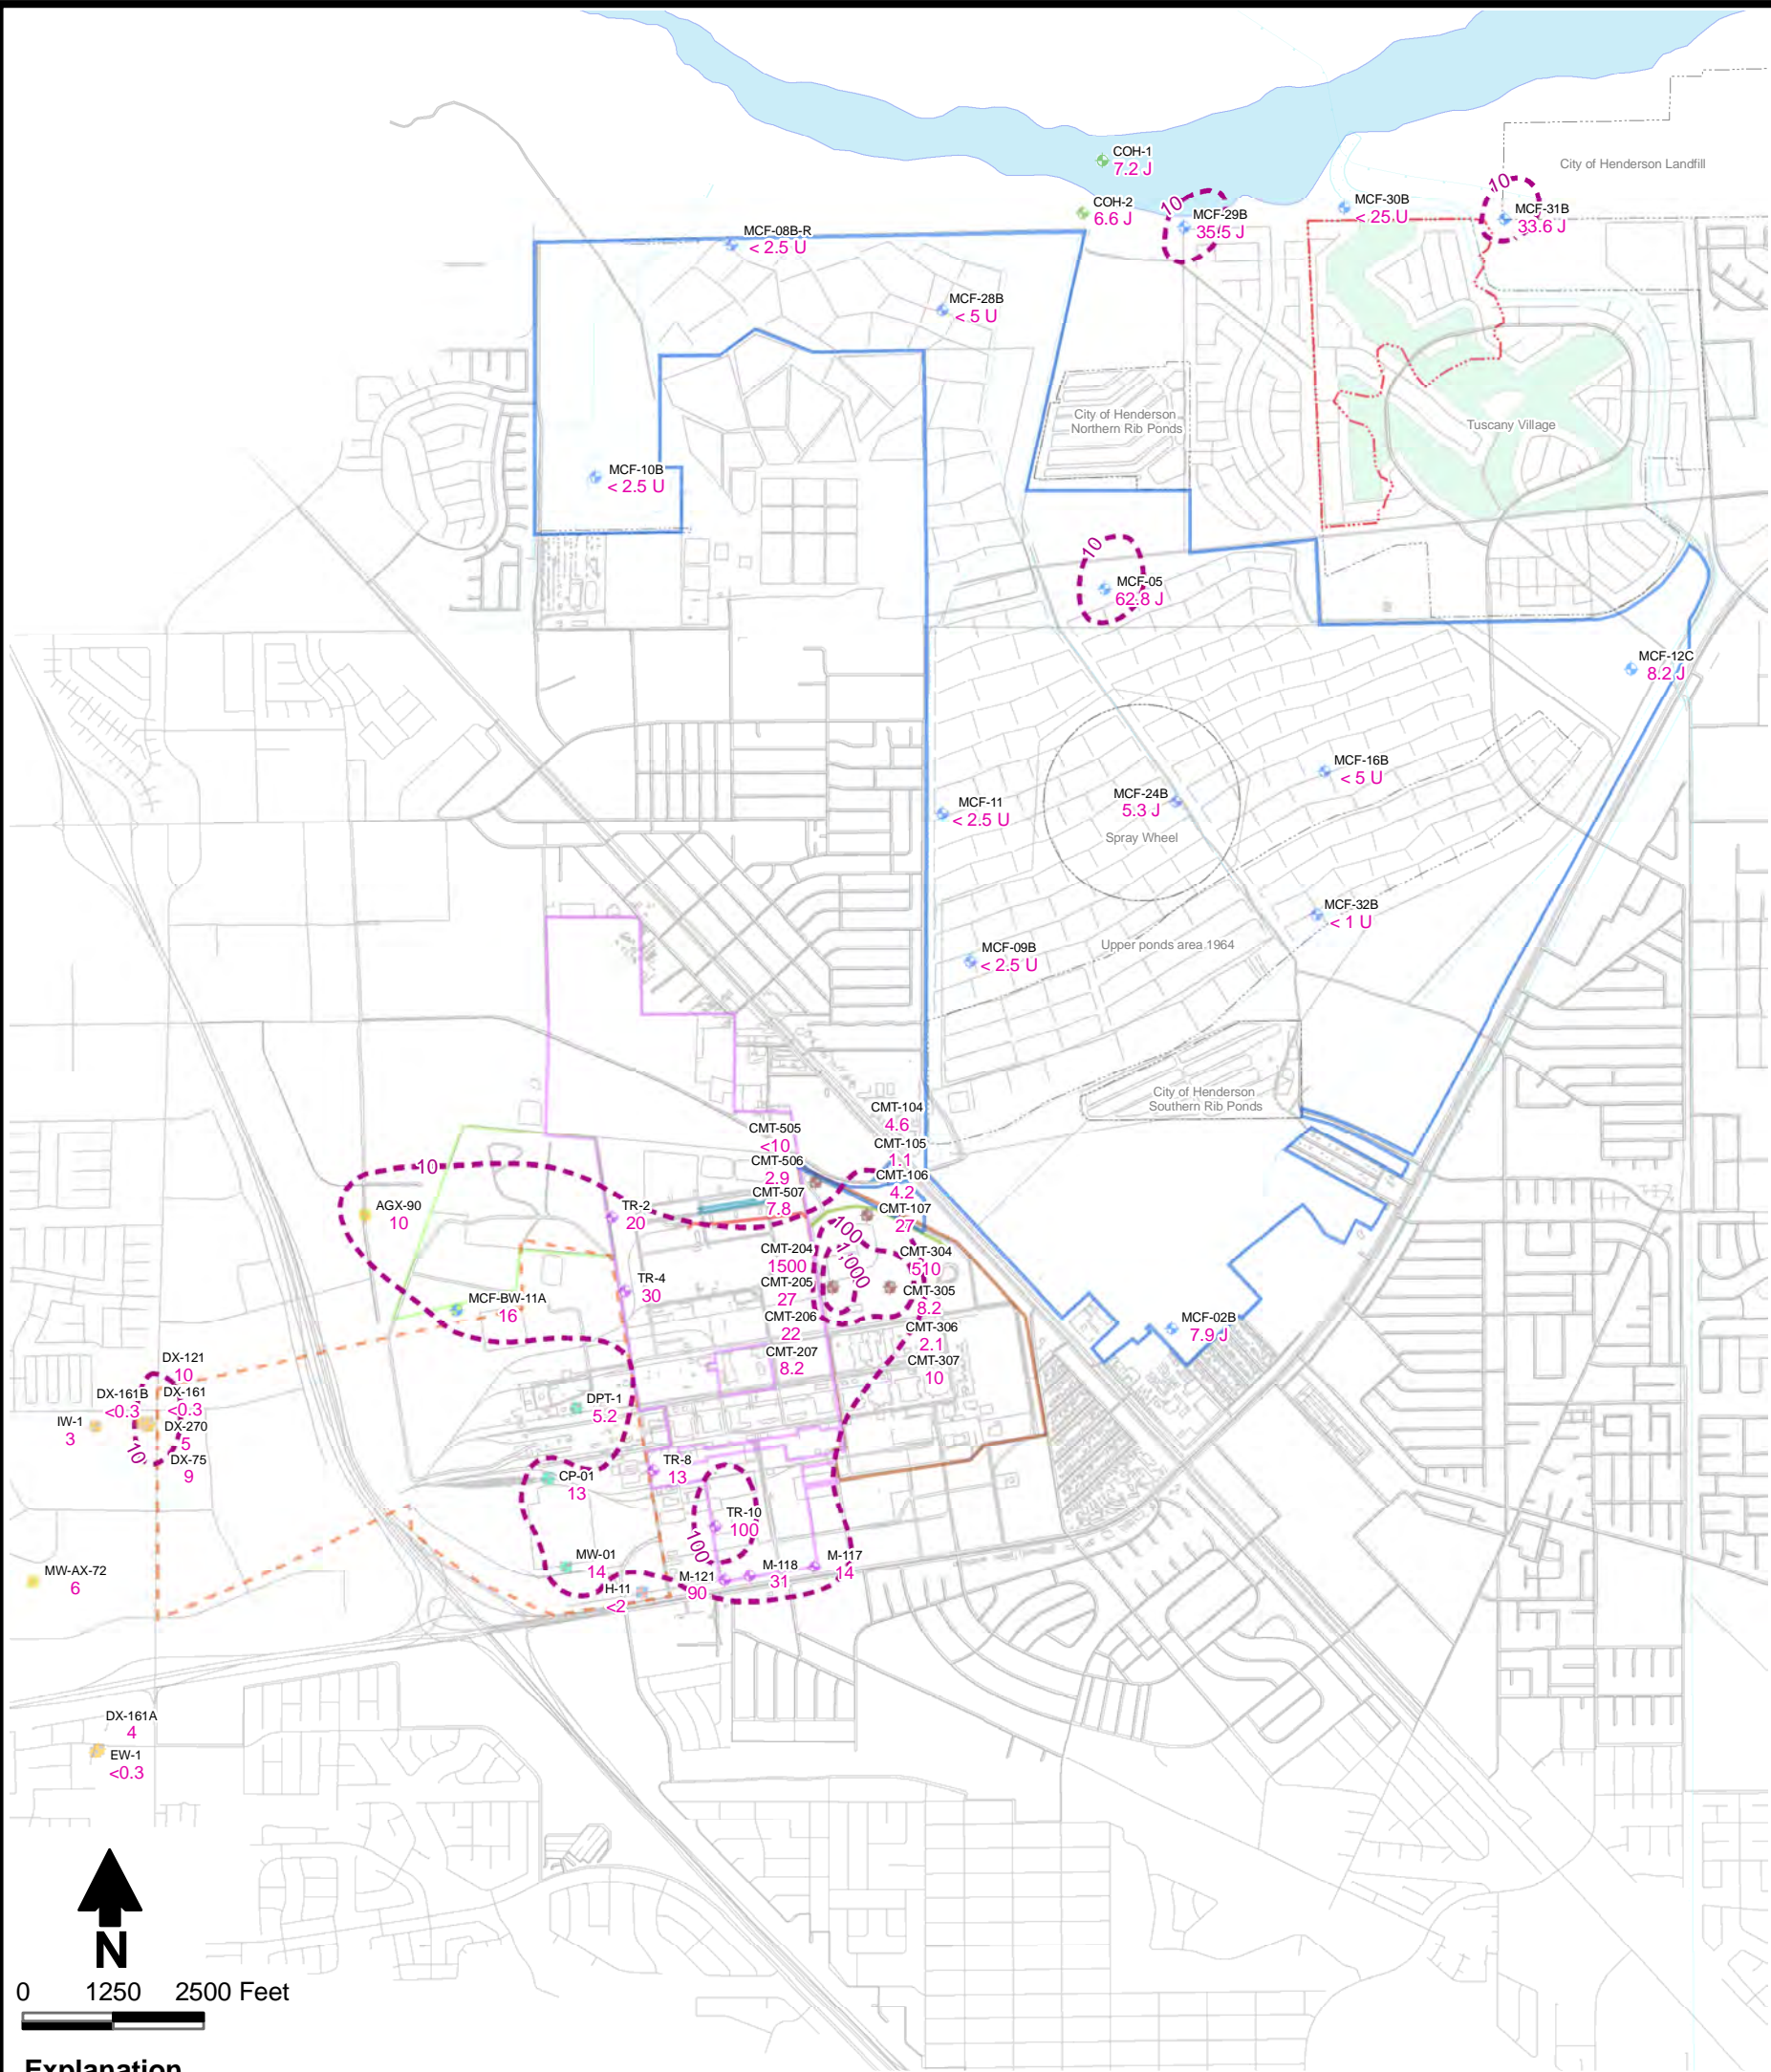 COH-1
7.2 J
City of Henderson Landfill
COH-2
6.6 J
10
MCF-29B
35.5 J
MCF-30B
< 25 U
10
MCF-31B
33.6 J
MCF-08B-R
< 2.5 U
MCF-28B
< 5 U
City of Henderson
Northern Rib Ponds
Tuscany Village
MCF-10B
< 2.5 U
10
MCF-05
62.8 J
MCF-12C
8.2 J
MCF-16B
< 5 U
MCF-24B
5.3 J
MCF-11
< 2.5 U
Spray Wheel
MCF-32B
< 1 U
Upper ponds area 1964
MCF-09B
< 2.5 U
City of Henderson
Southern Rib Ponds
CMT-104
4.6
CMT-505
<10
CMT-105
1.1
CMT-506
2.9
CMT-106
4.2
10
CMT-507
7.8
AGX-90
10
TR-2
20
CMT-107
27
100
1,000
CMT-204
1500
CMT-304
510
CMT-205
27
TR-4
30
CMT-305
8.2
MCF-BW-11A
16
CMT-206
22
CMT-306
2.1
MCF-02B
7.9 J
CMT-207
8.2
CMT-307
10
DX-121
10
DX-161B
<0.3
DX-161
<0.3
DPT-1
5.2
IW-1
3
DX-270
5
10
DX-75
9
TR-8
13
CP-01
13
TR-10
100
100
MW-01
14
M-117
14
M-118
31
M-121
90
MW-AX-72
6
H-11
<2
DX-161A
4
EW-1
<0.3
N
0 1250 2500 Feet
Explanation